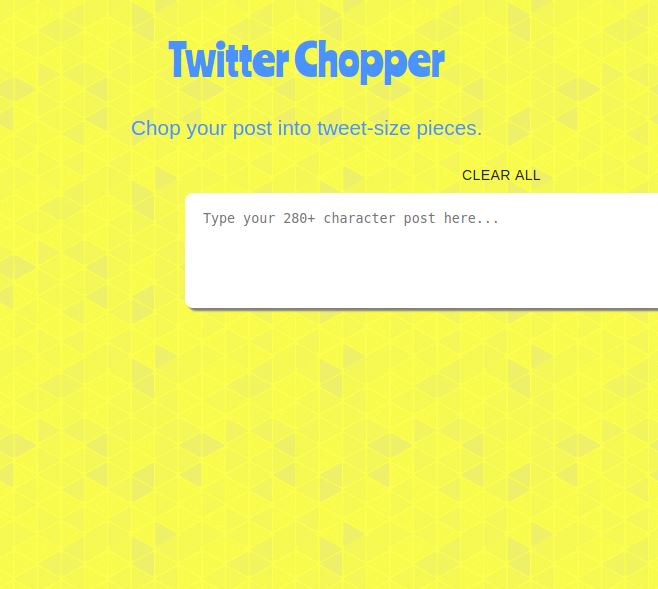 Twitter Chopper
Chop your post into tweet-size pieces.
CLEAR ALL
Type your 280+ character post here...